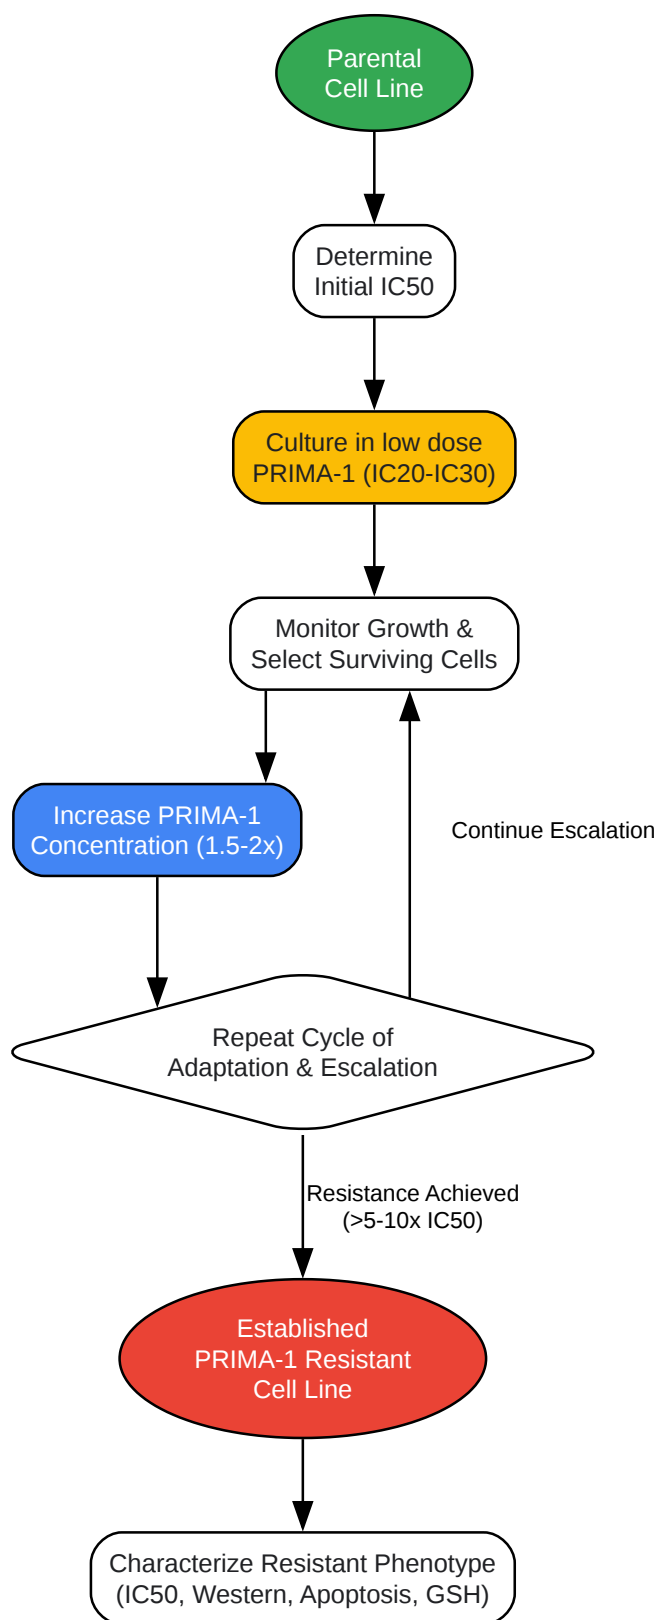 Parental
Cell Line
Determine
Initial IC50
Culture in low dose
PRIMA-1 (IC20-IC30)
Monitor Growth &
Select Surviving Cells
Increase PRIMA-1
Concentration (1.5-2x)
Continue Escalation
Repeat Cycle of
Adaptation & Escalation
Resistance Achieved
(>5-10x IC50)
Established
PRIMA-1 Resistant
Cell Line
Characterize Resistant Phenotype
(IC50, Western, Apoptosis, GSH)